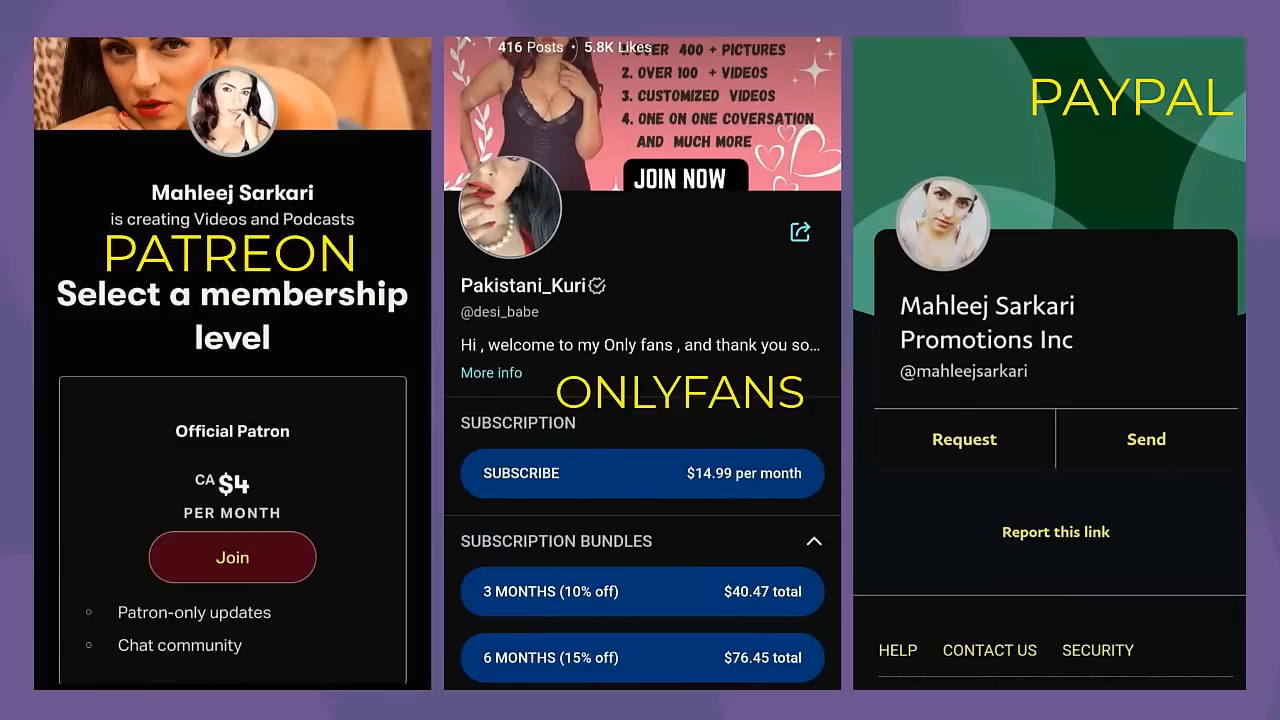 Mahleej Sarkari
is creating Videos and Podcasts
PATREON
Select a membership
level
Official Patron
CA $4
PER MONTH
Join
Patron-only updates
Chat community
416 Posts • 5.8K Likes
1. OVER 400 + PICTURES
2. OVER 100 + VIDEOS
3. CUSTOMIZED VIDEOS
4. ONE ON ONE COVERSATION
AND MUCH MORE
JOIN NOW
Pakistani_Kuri
@desi_babe
Hi , welcome to my Only fans , and thank you so...
More info
ONLYFANS
SUBSCRIPTION
SUBSCRIBE $14.99 per month
SUBSCRIPTION BUNDLES
3 MONTHS (10% off) $40.47 total
6 MONTHS (15% off) $76.45 total
PAYPAL
Mahleej Sarkari
Promotions Inc
@mahleejsarkari
Request Send
Report this link
HELP CONTACT US SECURITY